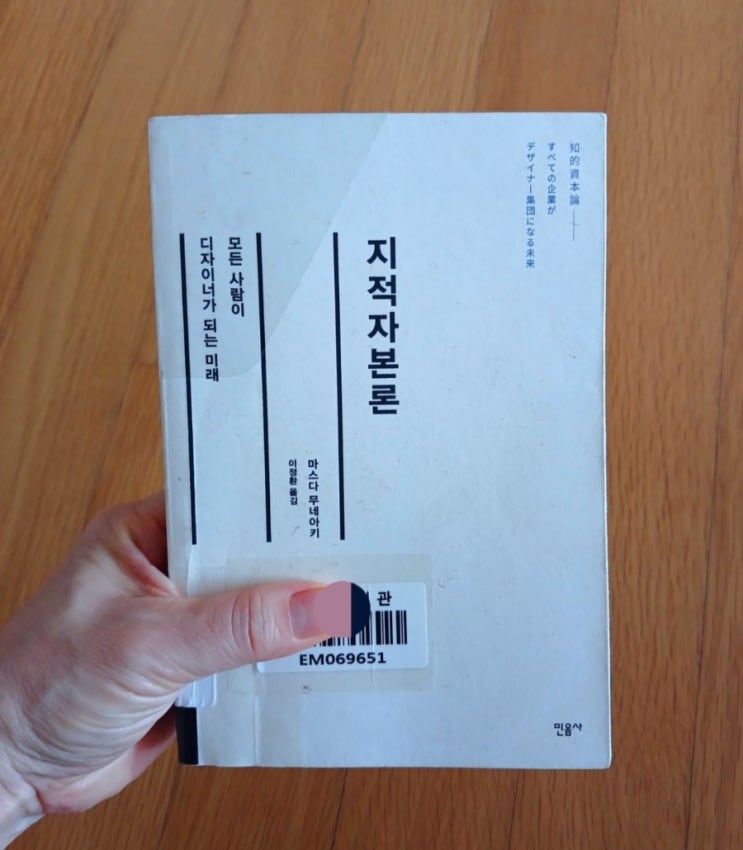 知的資本論
すべての企業が
デザイナー集団になる未来
지적자본론
마스다 무네아키
이정환 옮김
모든 사람이
디자이너가 되는 미래
관
EM069651
민음사